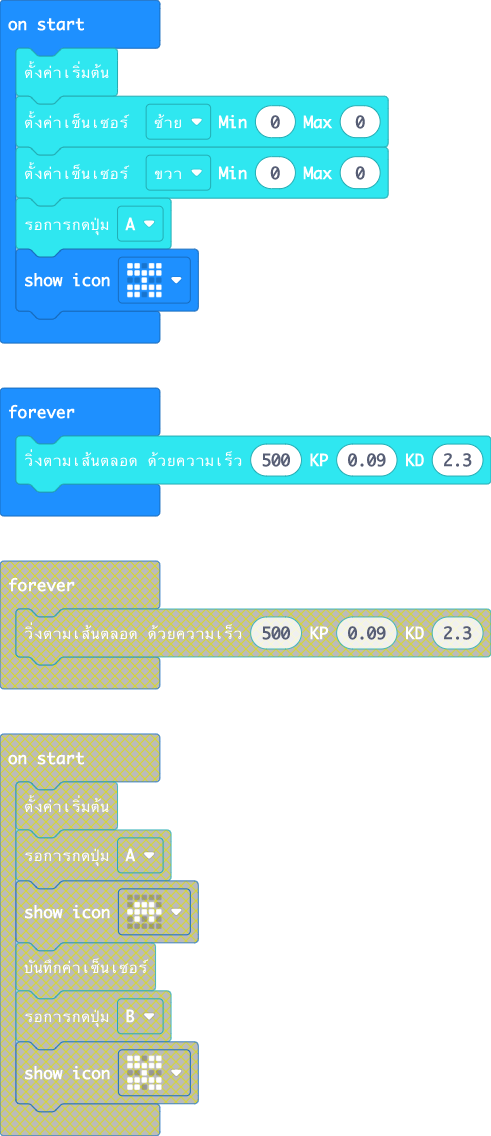 on start
ตั้งค่าเริ่มต้น
ตั้งค่าเซ็นเซอร์ ซ้าย Min 0 Max 0
ตั้งค่าเซ็นเซอร์ ขวา Min 0 Max 0
รอการกดปุ่ม A
show icon
forever
วิ่งตามเส้นตลอด ด้วยความเร็ว 500 KP 0.09 KD 2.3
forever
วิ่งตามเส้นตลอด ด้วยความเร็ว 500 KP 0.09 KD 2.3
on start
ตั้งค่าเริ่มต้น
รอการกดปุ่ม A
show icon
บันทึกค่าเซ็นเซอร์
รอการกดปุ่ม B
show icon